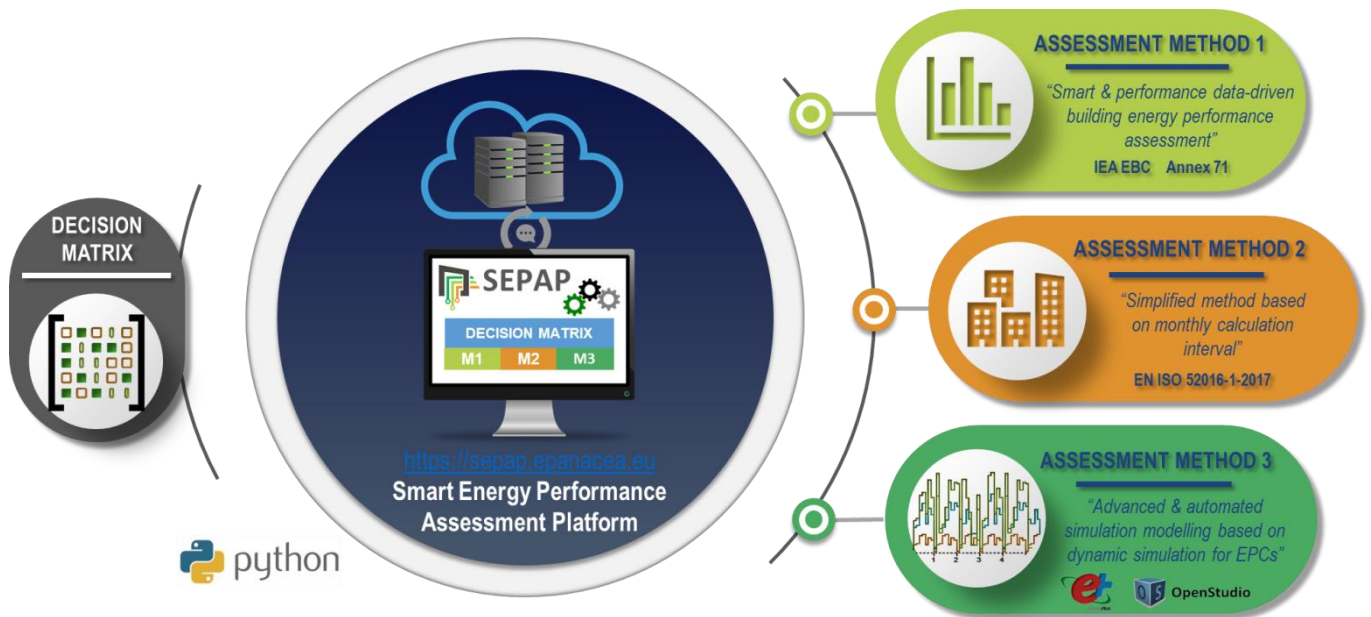 DECISION
MATRIX
SEPAP
DECISION MATRIX
M1 M2 M3
https://sepap.epanacea.eu
Smart Energy Performance
Assessment Platform
python
ASSESSMENT METHOD 1
“Smart & performance data-driven
building energy performance
assessment”
IEA EBC Annex 71
ASSESSMENT METHOD 2
“Simplified method based
on monthly calculation
interval”
EN ISO 52016-1-2017
ASSESSMENT METHOD 3
“Advanced & automated
simulation modelling based on
dynamic simulation for EPCs”
1 2 3 4
OS OpenStudio